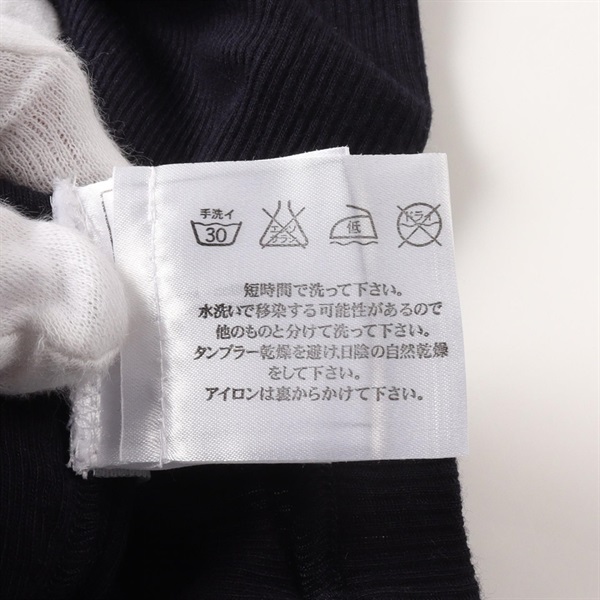 手洗イ
30
エンソ
サラシ
低
ドライ
短時間で洗って下さい。
水洗いで移染する可能性があるので
他のものと分けて洗って下さい。
タンブラー乾燥を避け、日陰の自然乾燥
をして下さい。
アイロンは裏からかけて下さい。